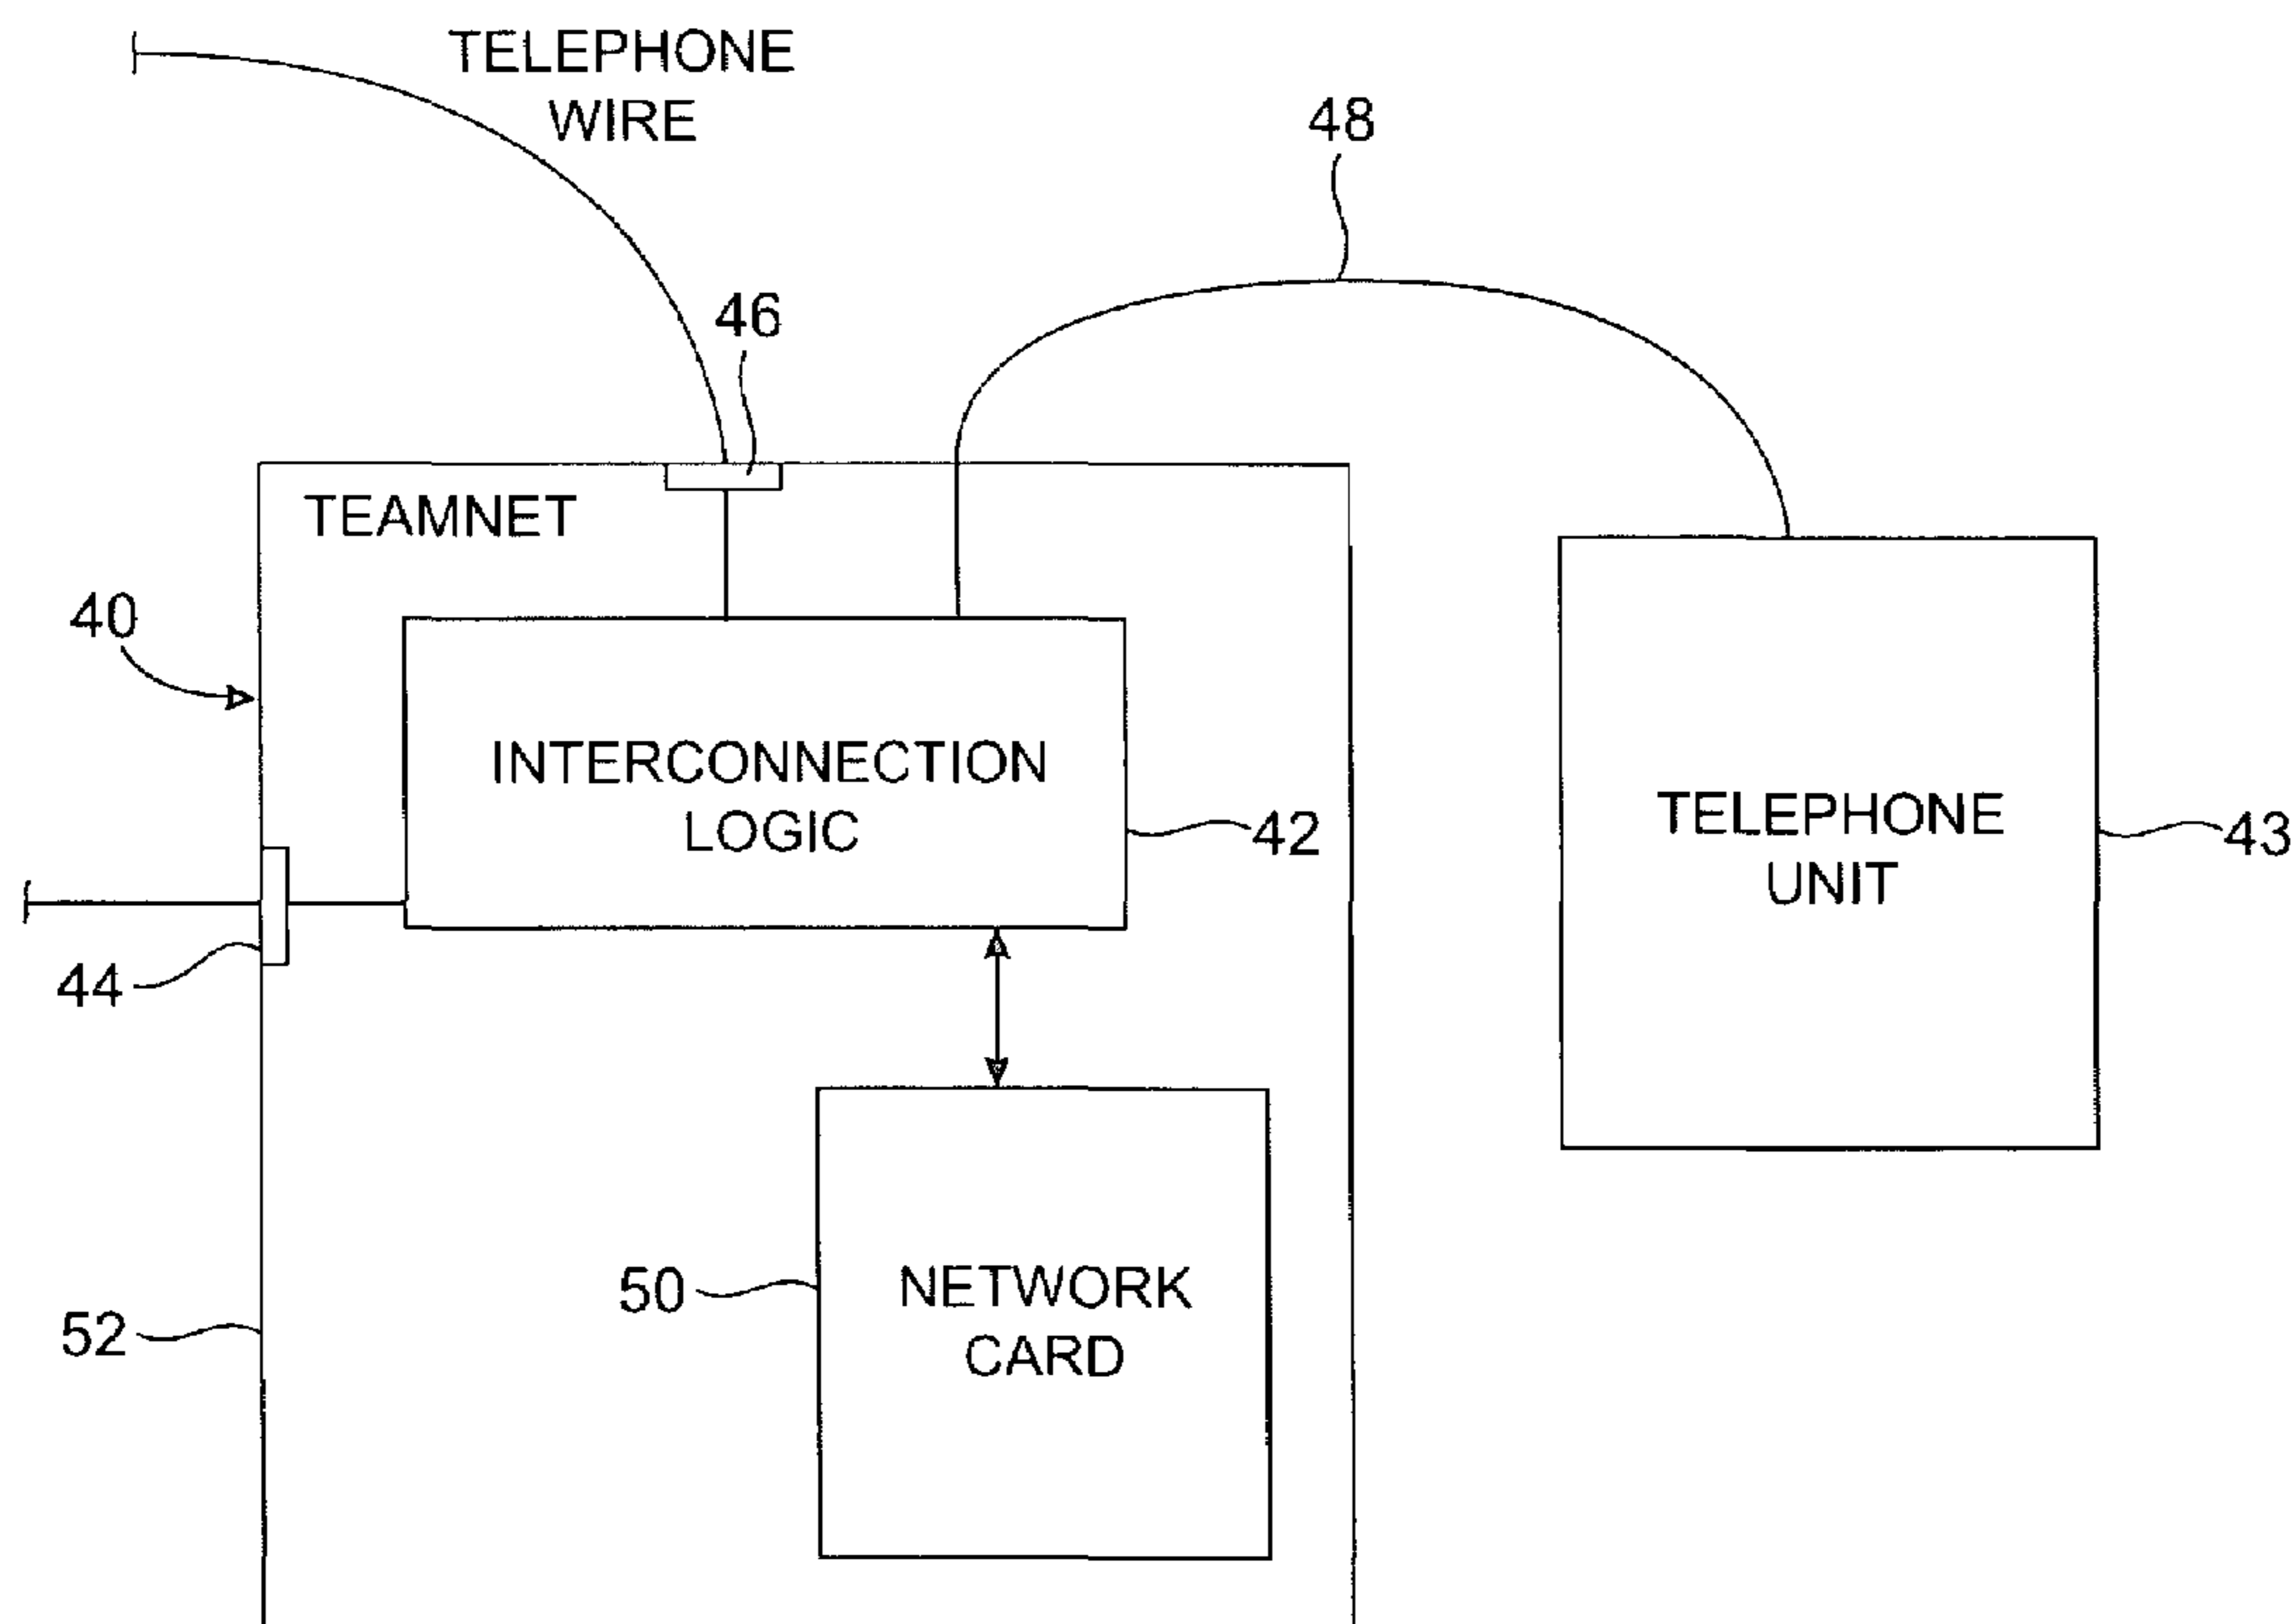 TELEPHONE
WIRE
48
46
TEAMNET
40
INTERCONNECTION
LOGIC
42
TELEPHONE
UNIT
43
44
50
NETWORK
CARD
52